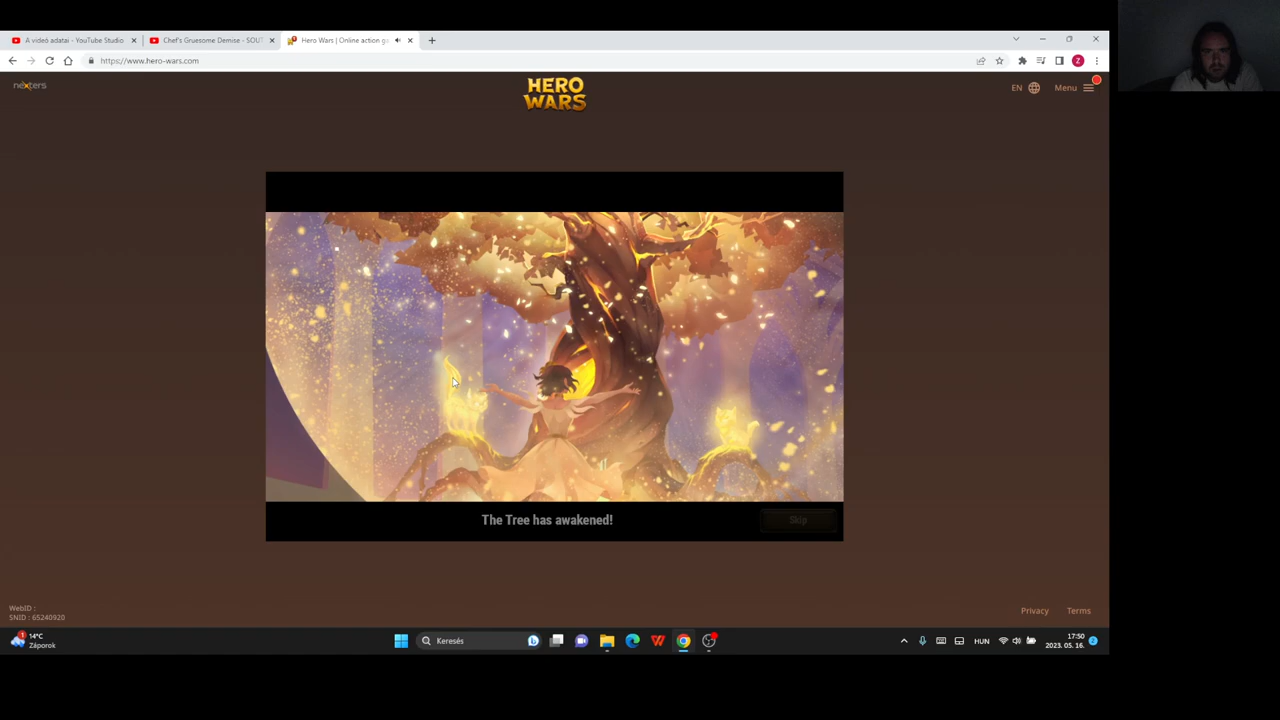 A videó adatai - YouTube Studio
Chef's Gruesome Demise - SOUT
Hero Wars | Online action ga
https://www.hero-wars.com
nexters
HERO
WARS
EN
Menu
The Tree has awakened!
Skip
WebID :
SNID : 65240920
Privacy
Terms
1
14°C
Záporok
Keresés
HUN
17:50
2023. 05. 16.
2
Z